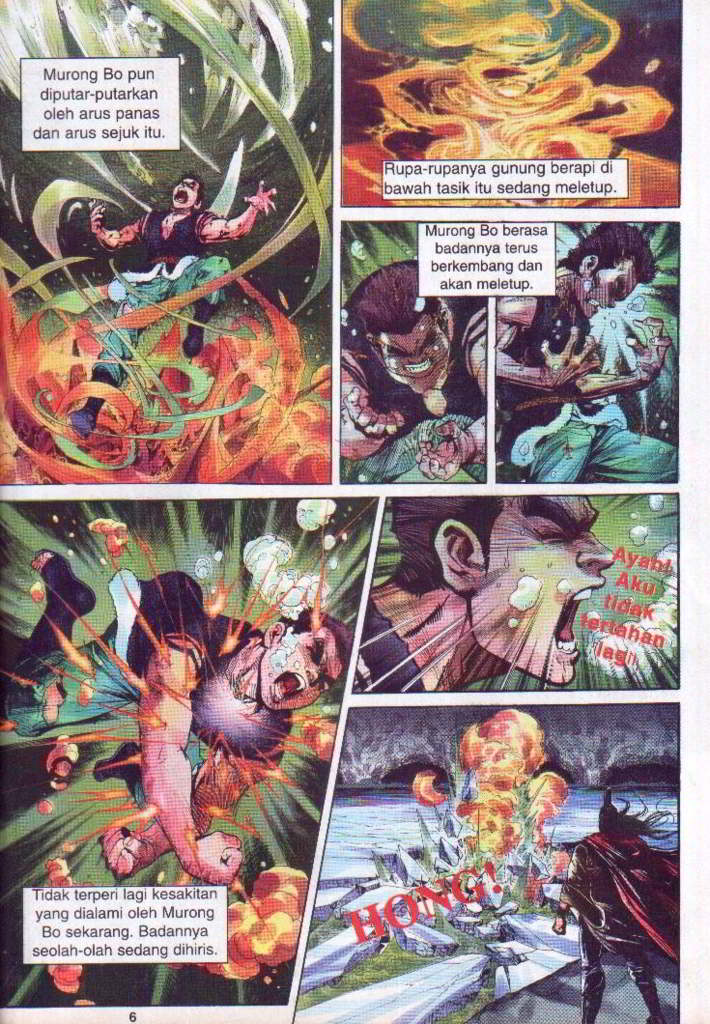 Murong Bo pun
diputar-putarkan
oleh arus panas
dan arus sejuk itu.
Rupa-rupanya gunung berapi di
bawah tasik itu sedang meletup.
Murong Bo berasa
badannya terus
berkembang dan
akan meletup.
Tidak terperi lagi kesakitan
yang dialami oleh Murong
Bo sekarang. Badannya
seolah-olah sedang dihiris.
Ayah!
Aku
tidak
tertahan
lagi!
HONG!
6